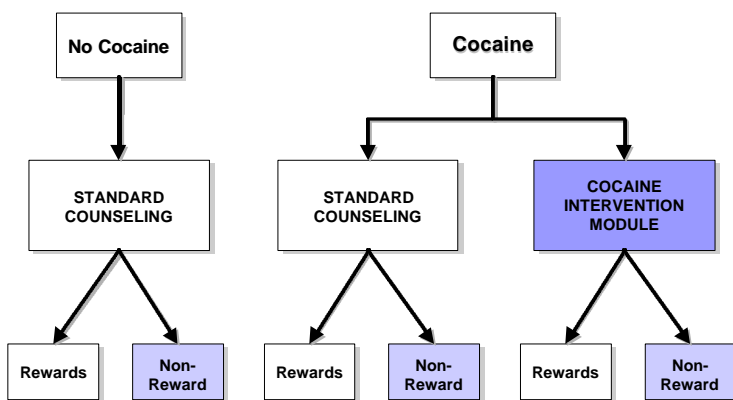 No Cocaine
Cocaine
STANDARD
COUNSELING
STANDARD
COUNSELING
COCAINE
INTERVENTION
MODULE
Rewards
Non-
Reward
Rewards
Non-
Reward
Rewards
Non-
Reward